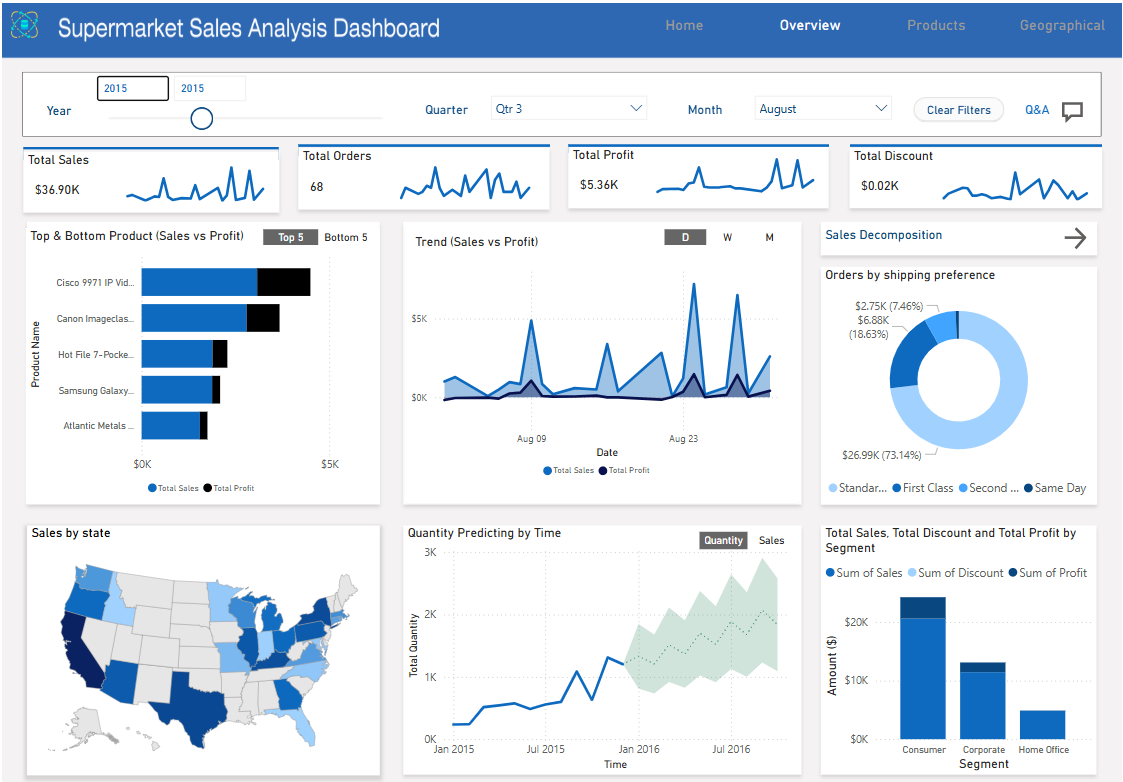 Supermarket Sales Analysis Dashboard
Home Overview Products Geographical
Year 2015 2015 Quarter Qtr 3 Month August Clear Filters Q&A
Total Sales
$36.90K
Total Orders
68
Total Profit
$5.36K
Total Discount
$0.02K
Top & Bottom Product (Sales vs Profit) Top 5 Bottom 5
Product Name
Cisco 9971 IP Vid...
Canon Imageclas...
Hot File 7-Pocke...
Samsung Galaxy...
Atlantic Metals ...
$0K $5K
Total Sales Total Profit
Trend (Sales vs Profit) D W M
$5K
$0K
Aug 09 Aug 23
Date
Total Sales Total Profit
Sales Decomposition
Orders by shipping preference
$2.75K (7.46%)
$6.88K
(18.63%)
$26.99K (73.14%)
Standar... First Class Second ... Same Day
Sales by state
Quantity Predicting by Time Quantity Sales
Total Quantity
3K
2K
1K
0K
Jan 2015 Jul 2015 Jan 2016 Jul 2016
Time
Total Sales, Total Discount and Total Profit by
Segment
Sum of Sales Sum of Discount Sum of Profit
Amount ($)
$20K
$10K
$0K
Consumer Corporate Home Office
Segment